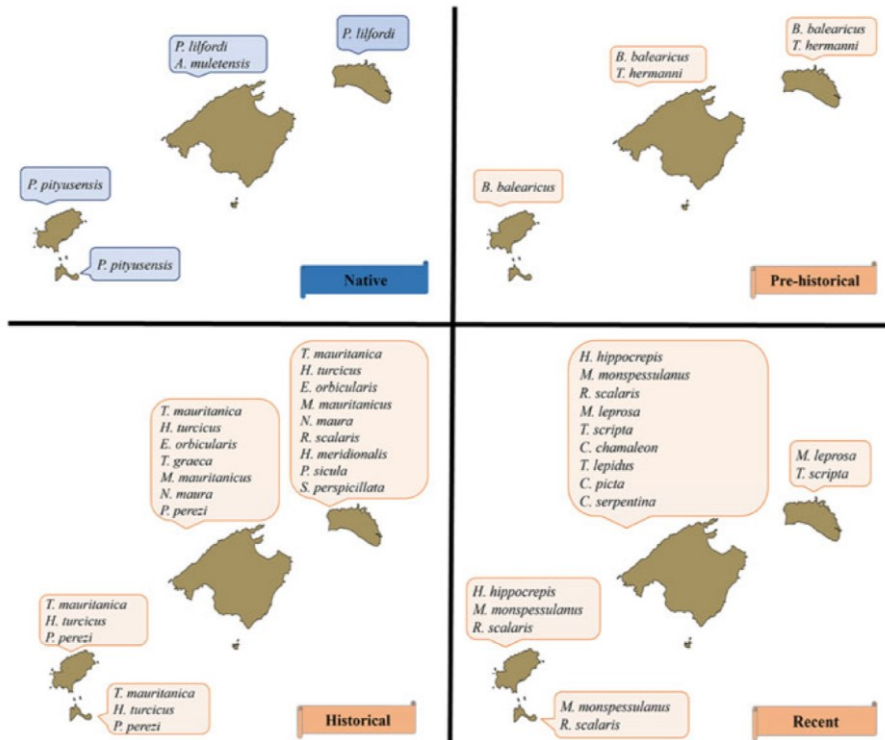 P. lilfordi
A. muletensis
P. lilfordi
P. pityusensis
P. pityusensis
Native
B. balearicus
T. hermanni
B. balearicus
T. hermanni
B. balearicus
Pre-historical
T. mauritanica
H. turcicus
E. orbicularis
T. graeca
M. mauritanicus
N. maura
P. perezi
T. mauritanica
H. turcicus
E. orbicularis
M. mauritanicus
N. maura
R. scalaris
H. meridionalis
P. sicula
S. perspicillata
T. mauritanica
H. turcicus
P. perezi
T. mauritanica
H. turcicus
P. perezi
Historical
H. hippocrepis
M. monspessulanus
R. scalaris
M. leprosa
T. scripta
C. chamaleon
T. lepidus
C. picta
C. serpentina
M. leprosa
T. scripta
H. hippocrepis
M. monspessulanus
R. scalaris
M. monspessulanus
R. scalaris
Recent